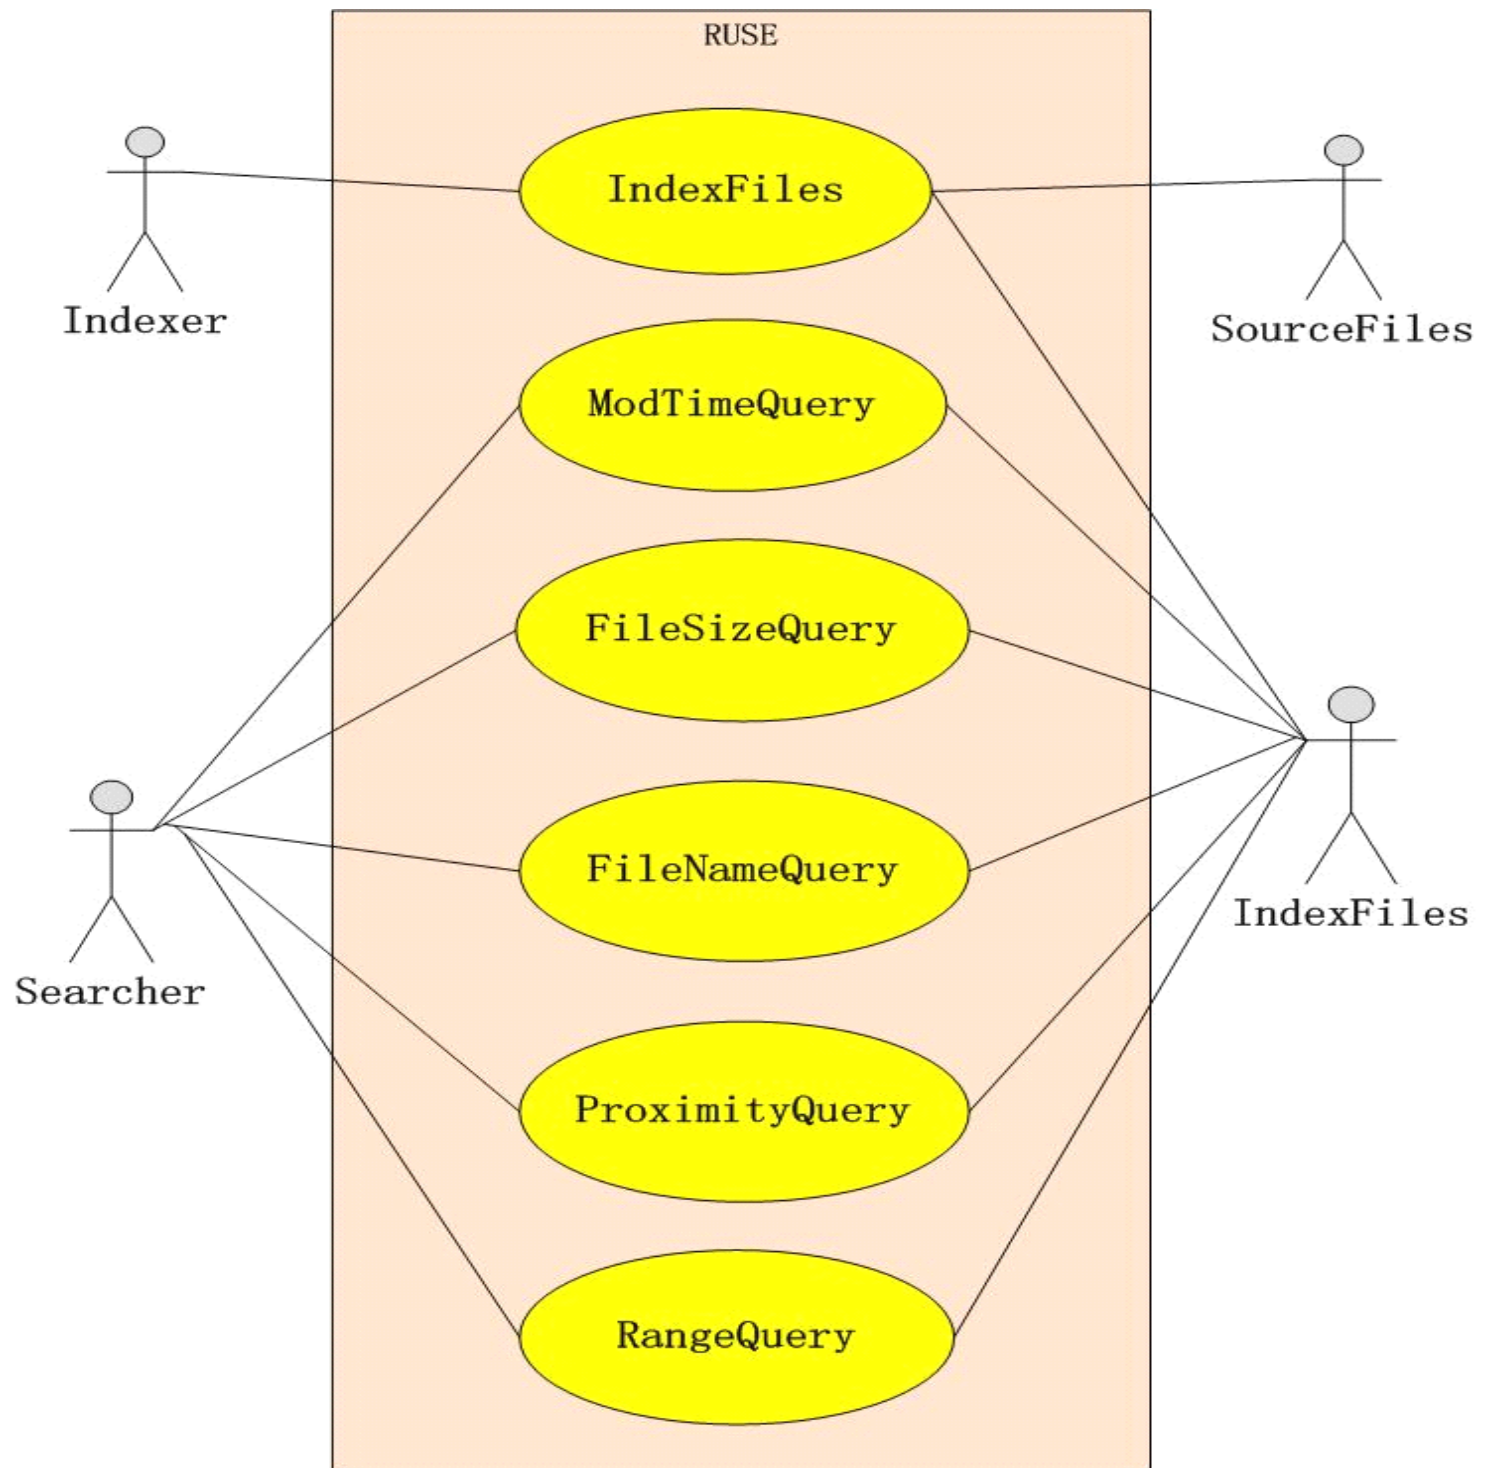 RUSE
IndexFiles
Indexer
SourceFiles
ModTimeQuery
FileSizeQuery
FileNameQuery
IndexFiles
Searcher
ProximityQuery
RangeQuery